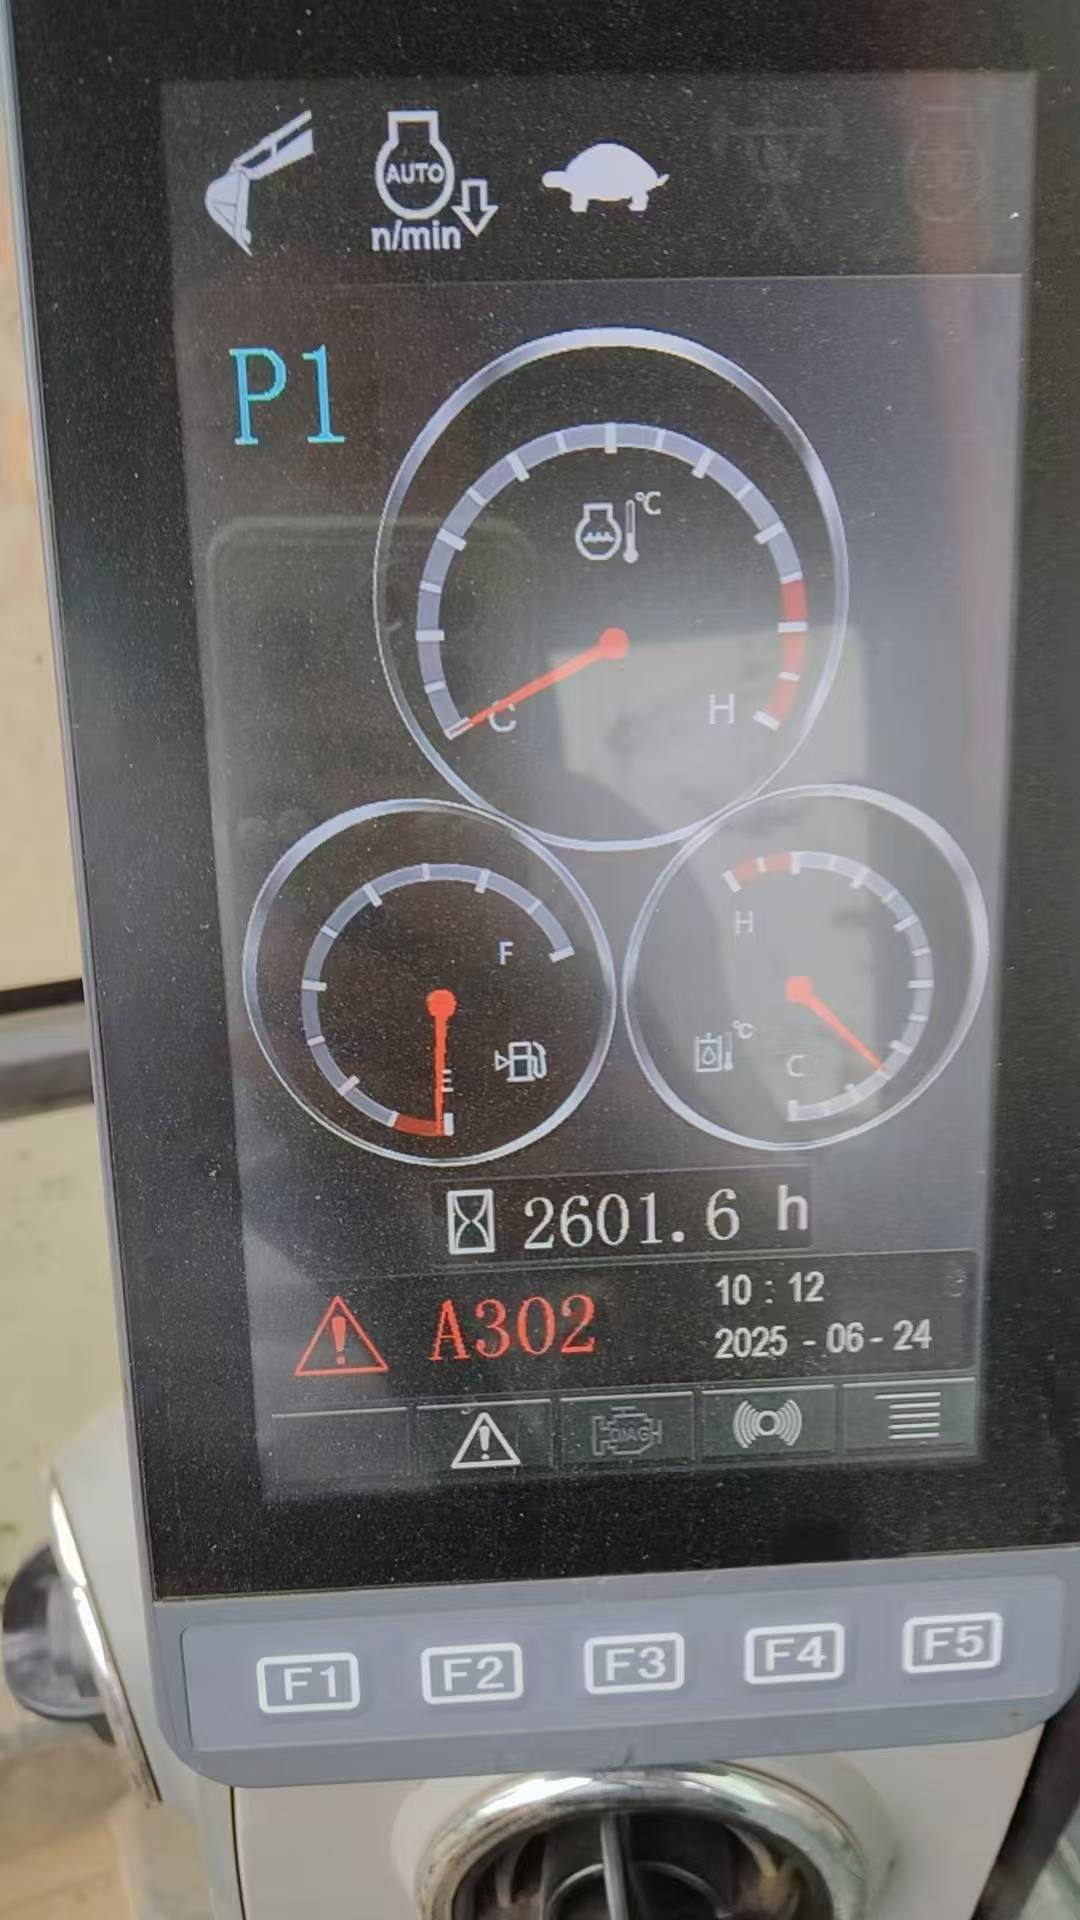 AUTO
n/min
P1
℃
C
H
F
E
H
℃
C
2601.6 h
A302
10 : 12
2025 - 06 - 24
DIAG
F1
F2
F3
F4
F5